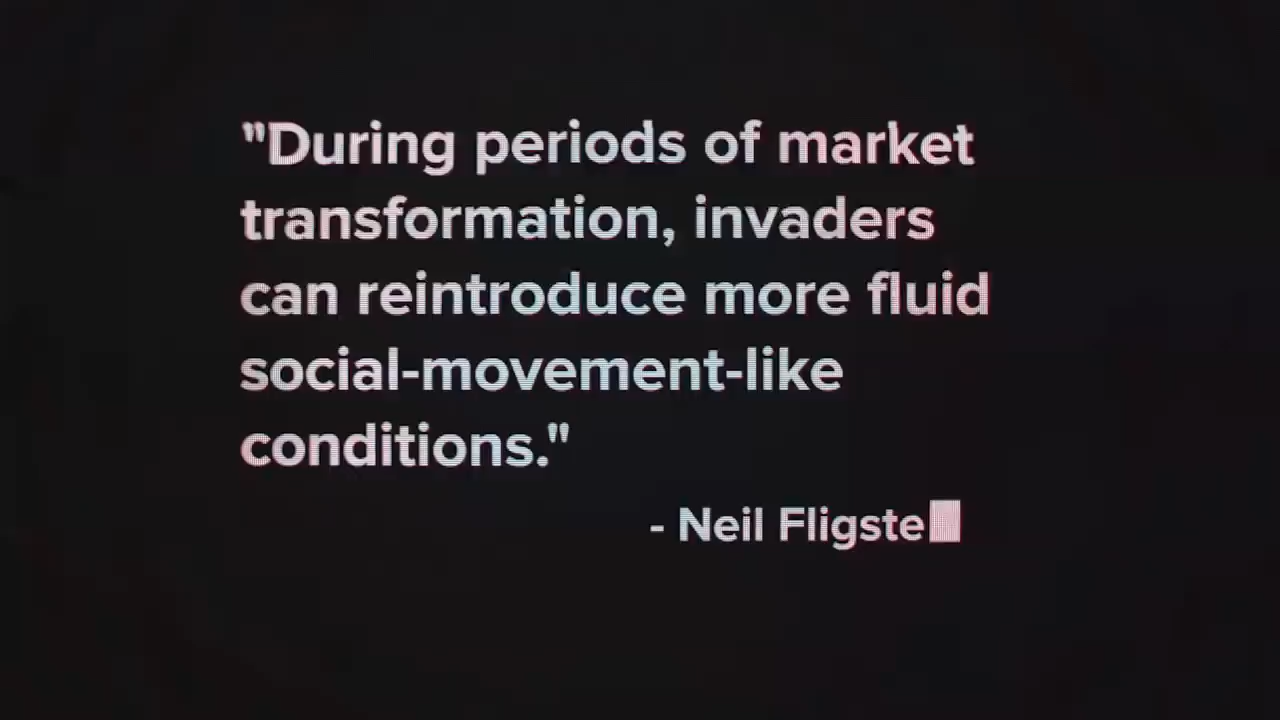 "During periods of market
transformation, invaders
can reintroduce more fluid
social-movement-like
conditions."
- Neil Fligste